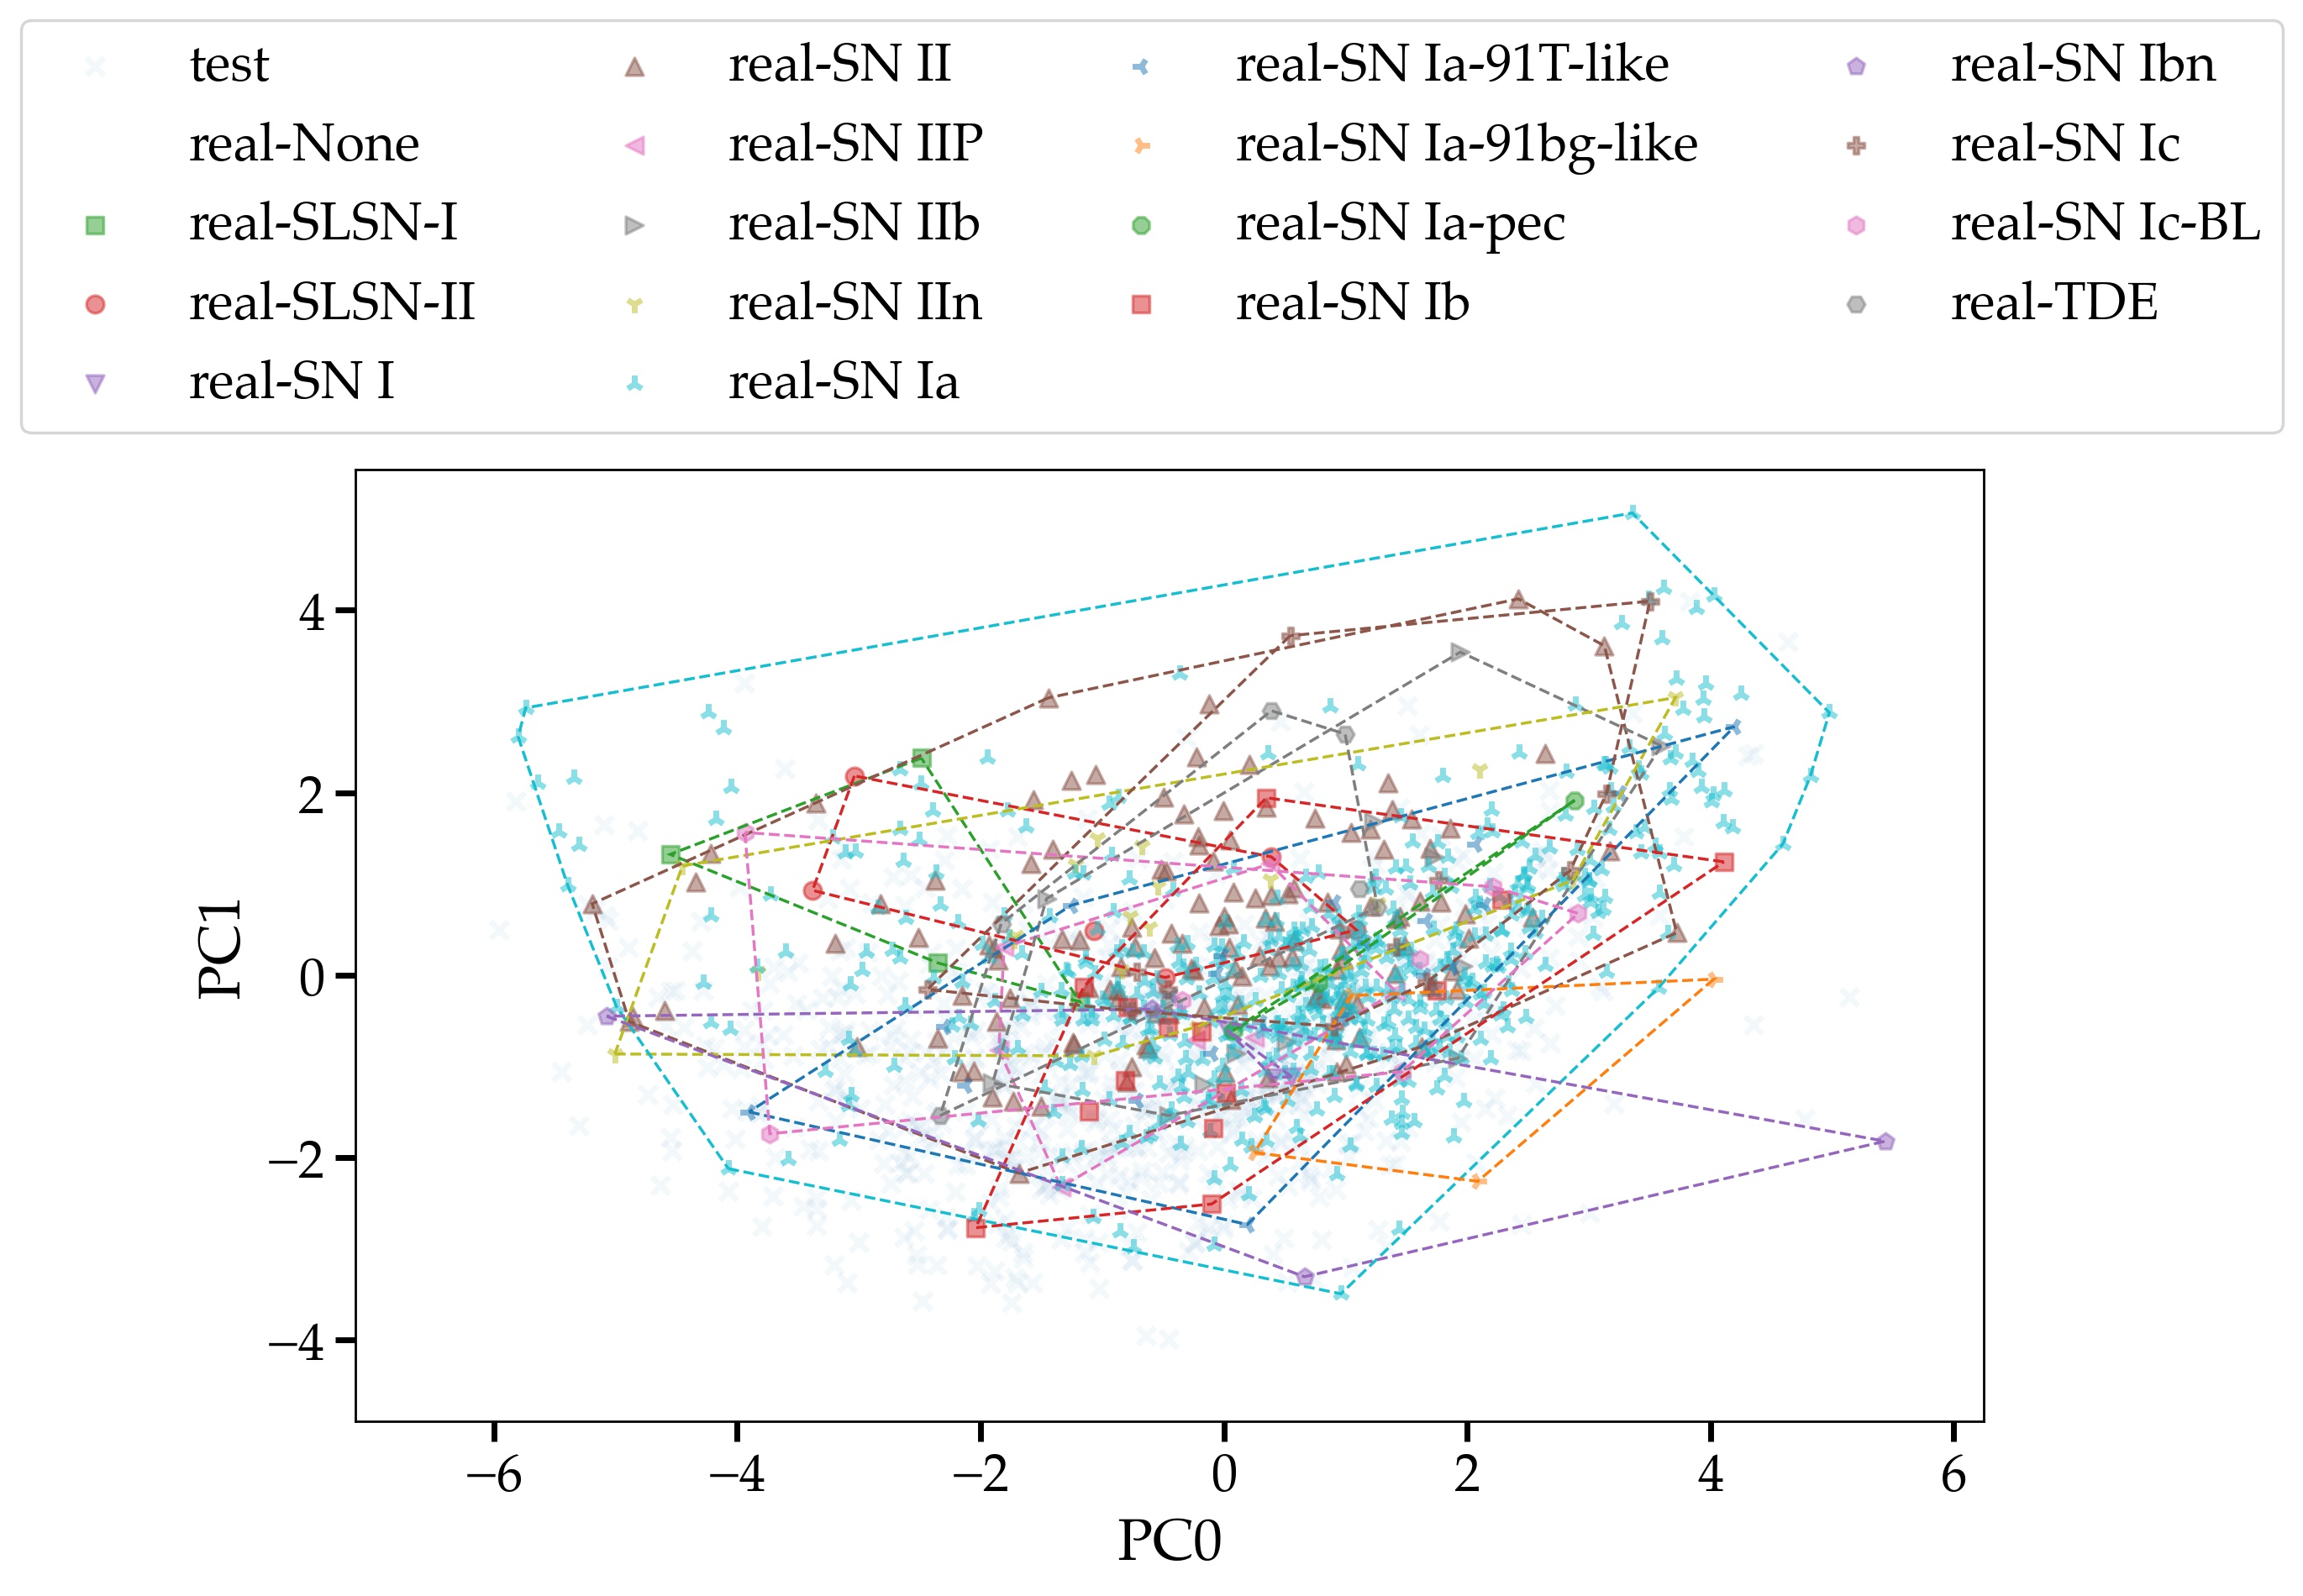 test
real-None
real-SLSN-I
real-SLSN-II
real-SN I
real-SN II
real-SN IIP
real-SN IIb
real-SN IIn
real-SN Ia
real-SN Ia-91T-like
real-SN Ia-91bg-like
real-SN Ia-pec
real-SN Ib
real-SN Ibn
real-SN Ic
real-SN Ic-BL
real-TDE
PC1
4
2
0
−2
−4
−6 −4 −2 0 2 4 6
PC0